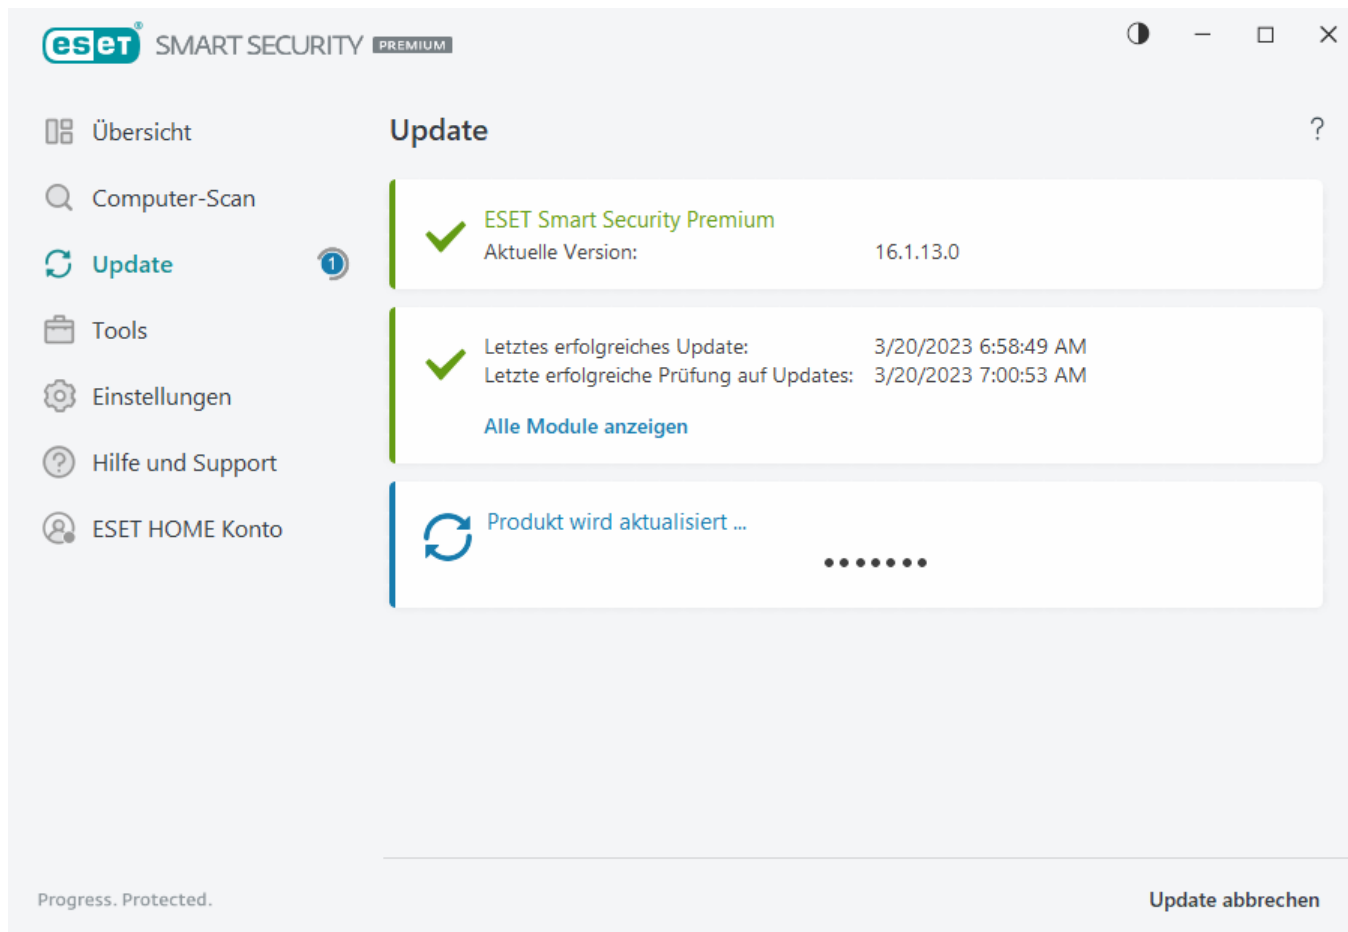 eset® SMART SECURITY PREMIUM
Übersicht
Computer-Scan
Update 1
Tools
Einstellungen
Hilfe und Support
ESET HOME Konto
Update ?
ESET Smart Security Premium
Aktuelle Version: 16.1.13.0
Letztes erfolgreiches Update: 3/20/2023 6:58:49 AM
Letzte erfolgreiche Prüfung auf Updates: 3/20/2023 7:00:53 AM
Alle Module anzeigen
Produkt wird aktualisiert ...
Progress. Protected.
Update abbrechen